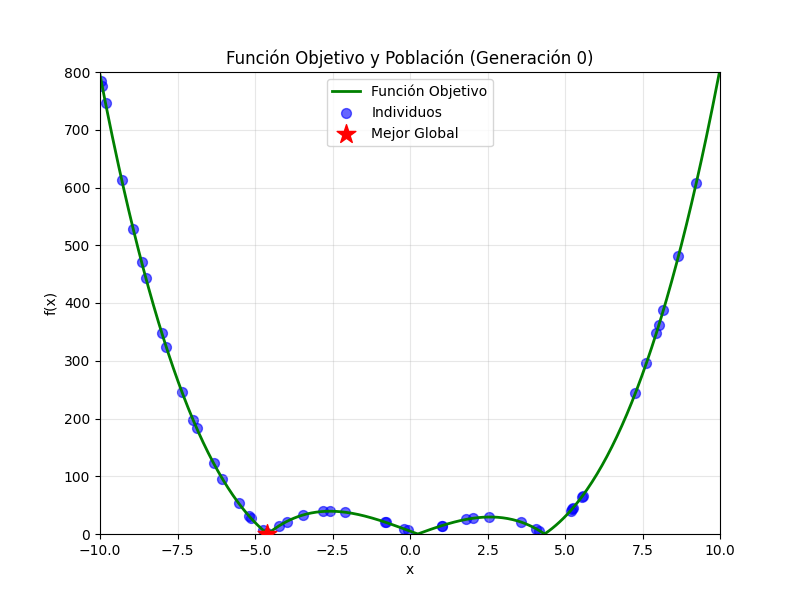 Función Objetivo y Población (Generación 0)
Función Objetivo
Individuos
Mejor Global
800
700
600
500
400
300
200
100
0
f(x)
−10.0 −7.5 −5.0 −2.5 0.0 2.5 5.0 7.5 10.0
x